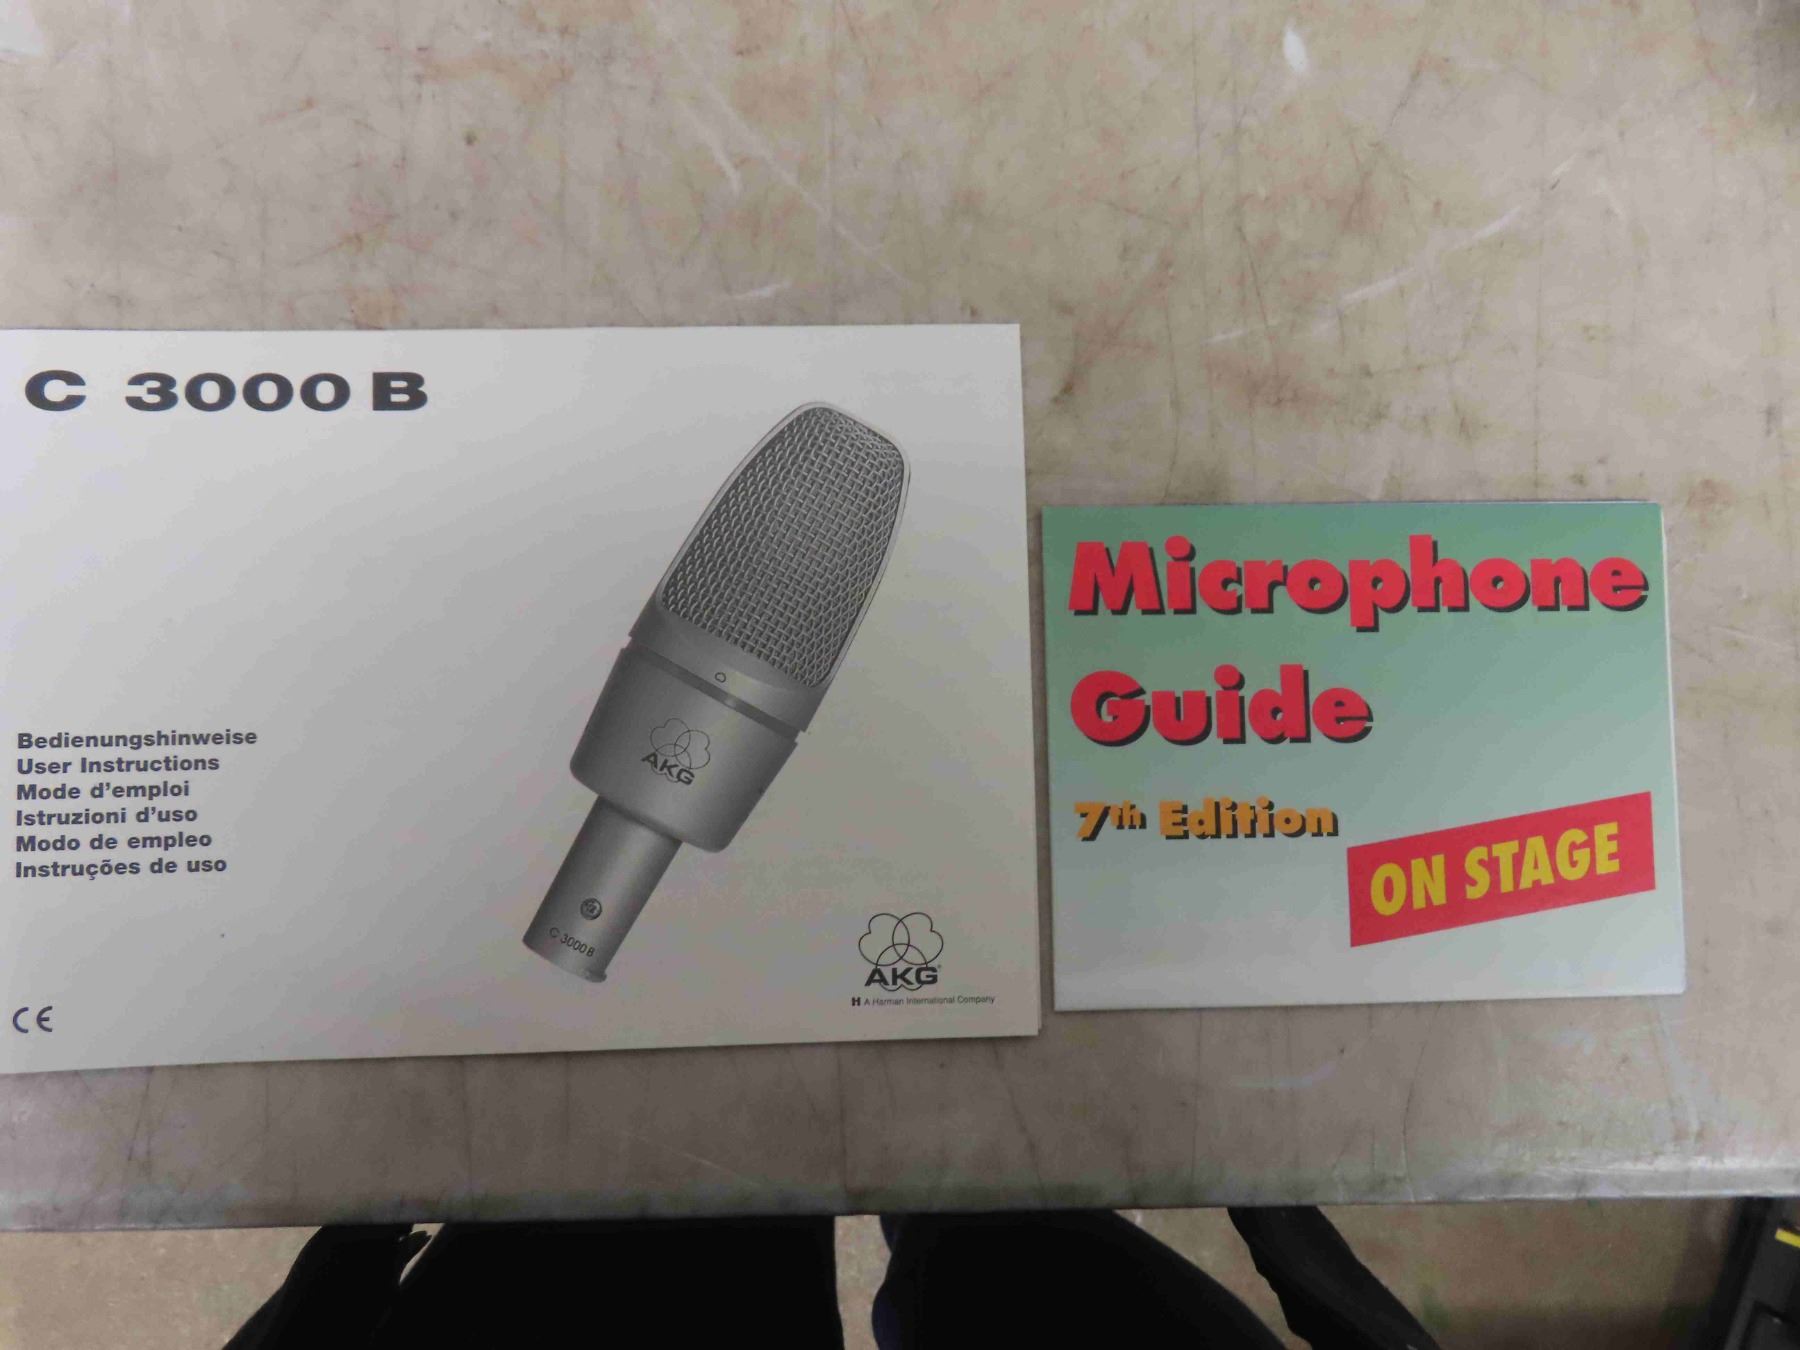 C 3000 B
Bedienungshinweise
User Instructions
Mode d'emploi
Istruzioni d'uso
Modo de empleo
Instruções de uso
CE
AKG
C 3000 B
AKG
H A Harman International Company
Microphone
Guide
7th Edition
ON STAGE